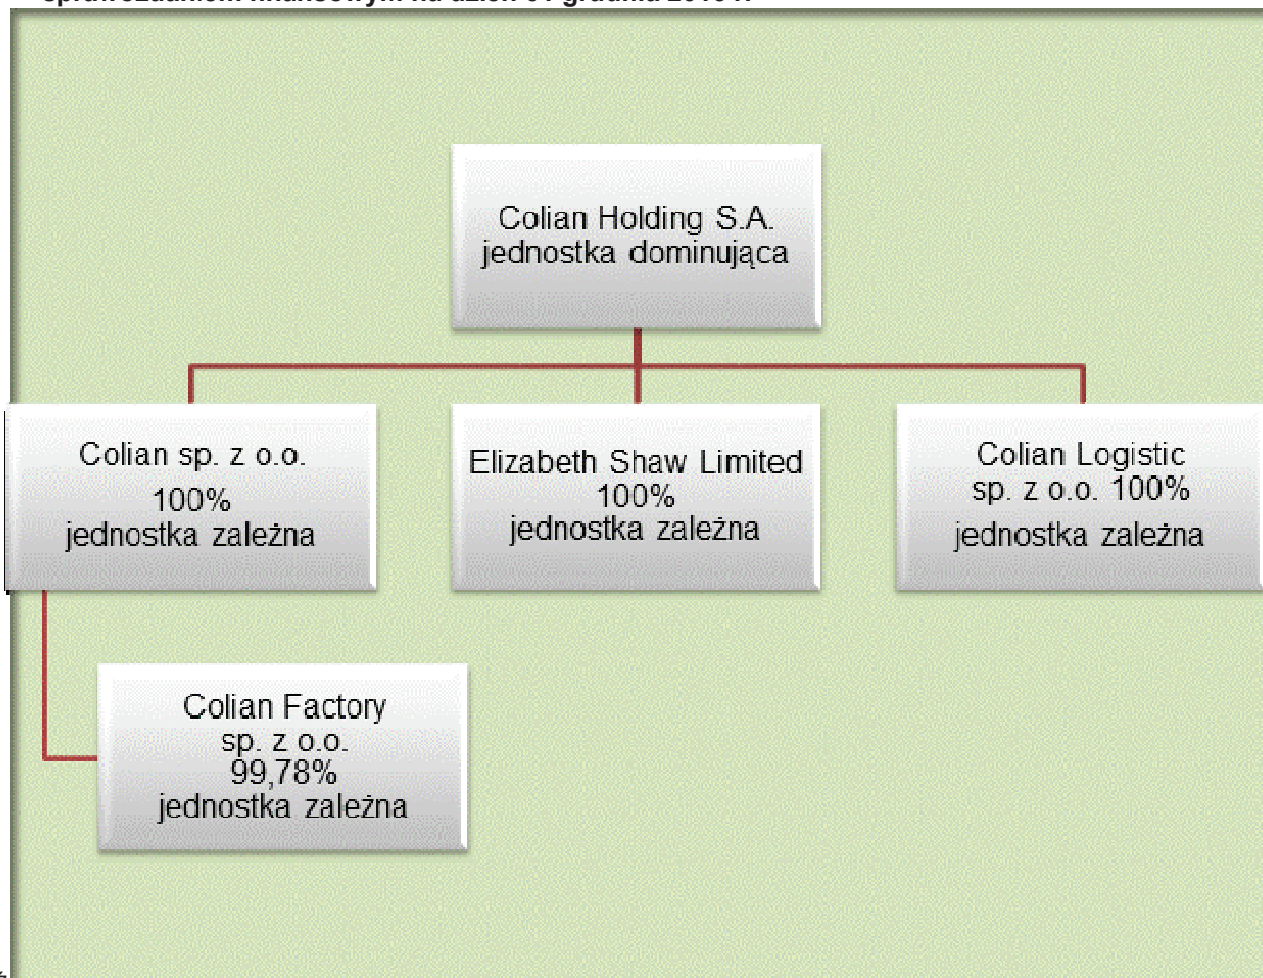 Colian Holding S.A.
jednostka dominująca
Colian sp. z o.o.
100%
jednostka zależna
Elizabeth Shaw Limited
100%
jednostka zależna
Colian Logistic
sp. z o.o. 100%
jednostka zależna
Colian Factory
sp. z o.o.
99,78%
jednostka zależna